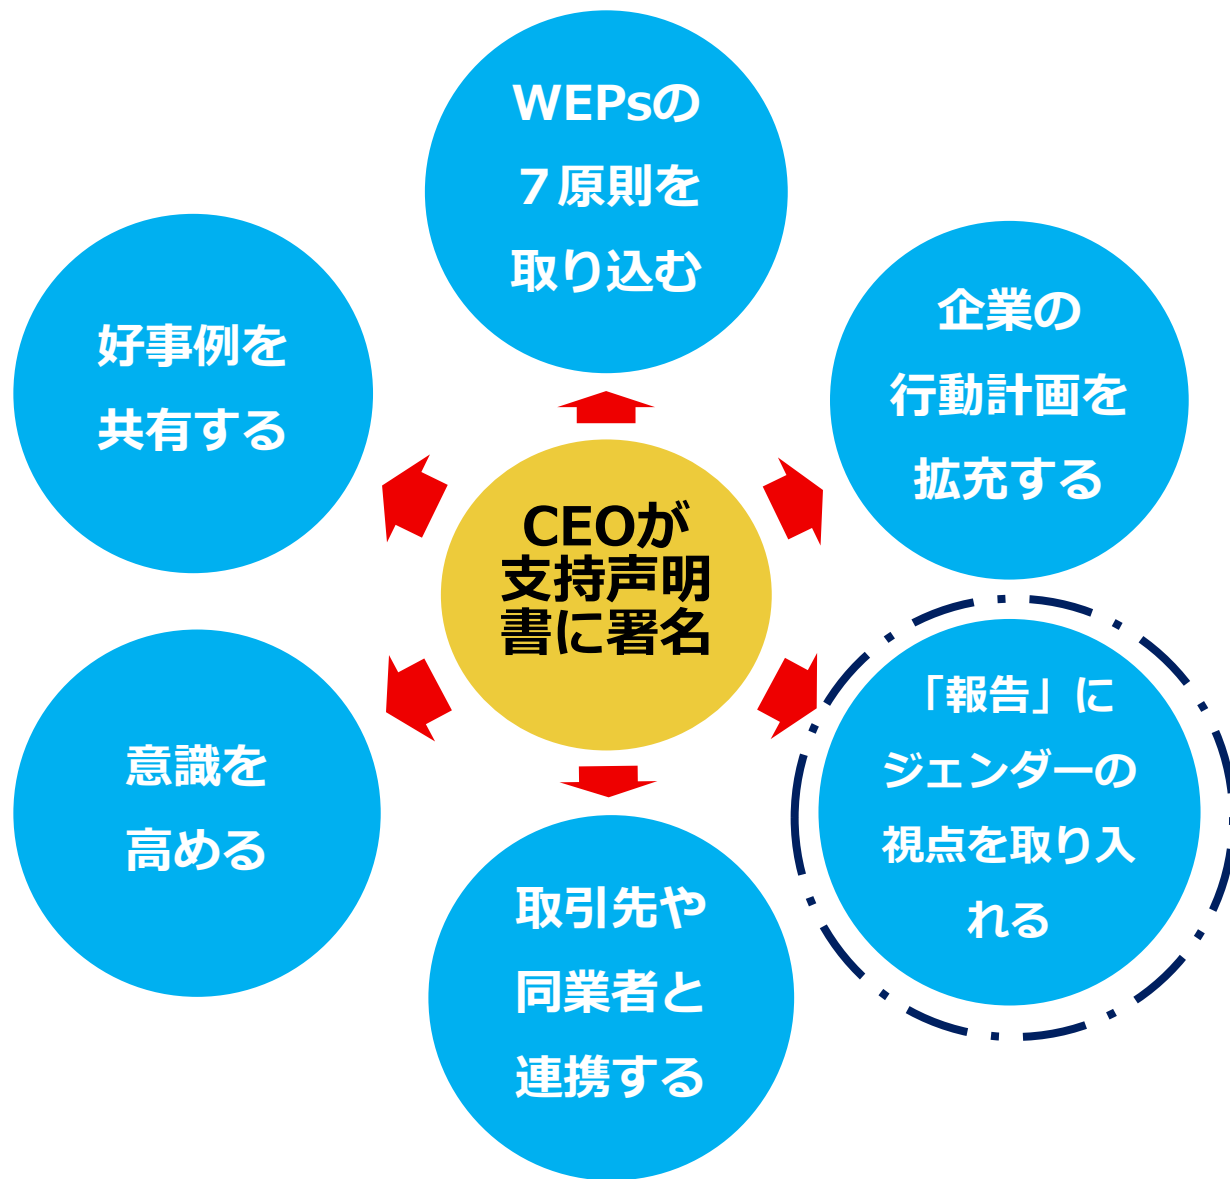 WEPsの
７原則を
取り込む
企業の
行動計画を
拡充する
「報告」に
ジェンダーの
視点を取り入
れる
取引先や
同業者と
連携する
意識を
高める
好事例を
共有する
CEOが
支持声明
書に署名